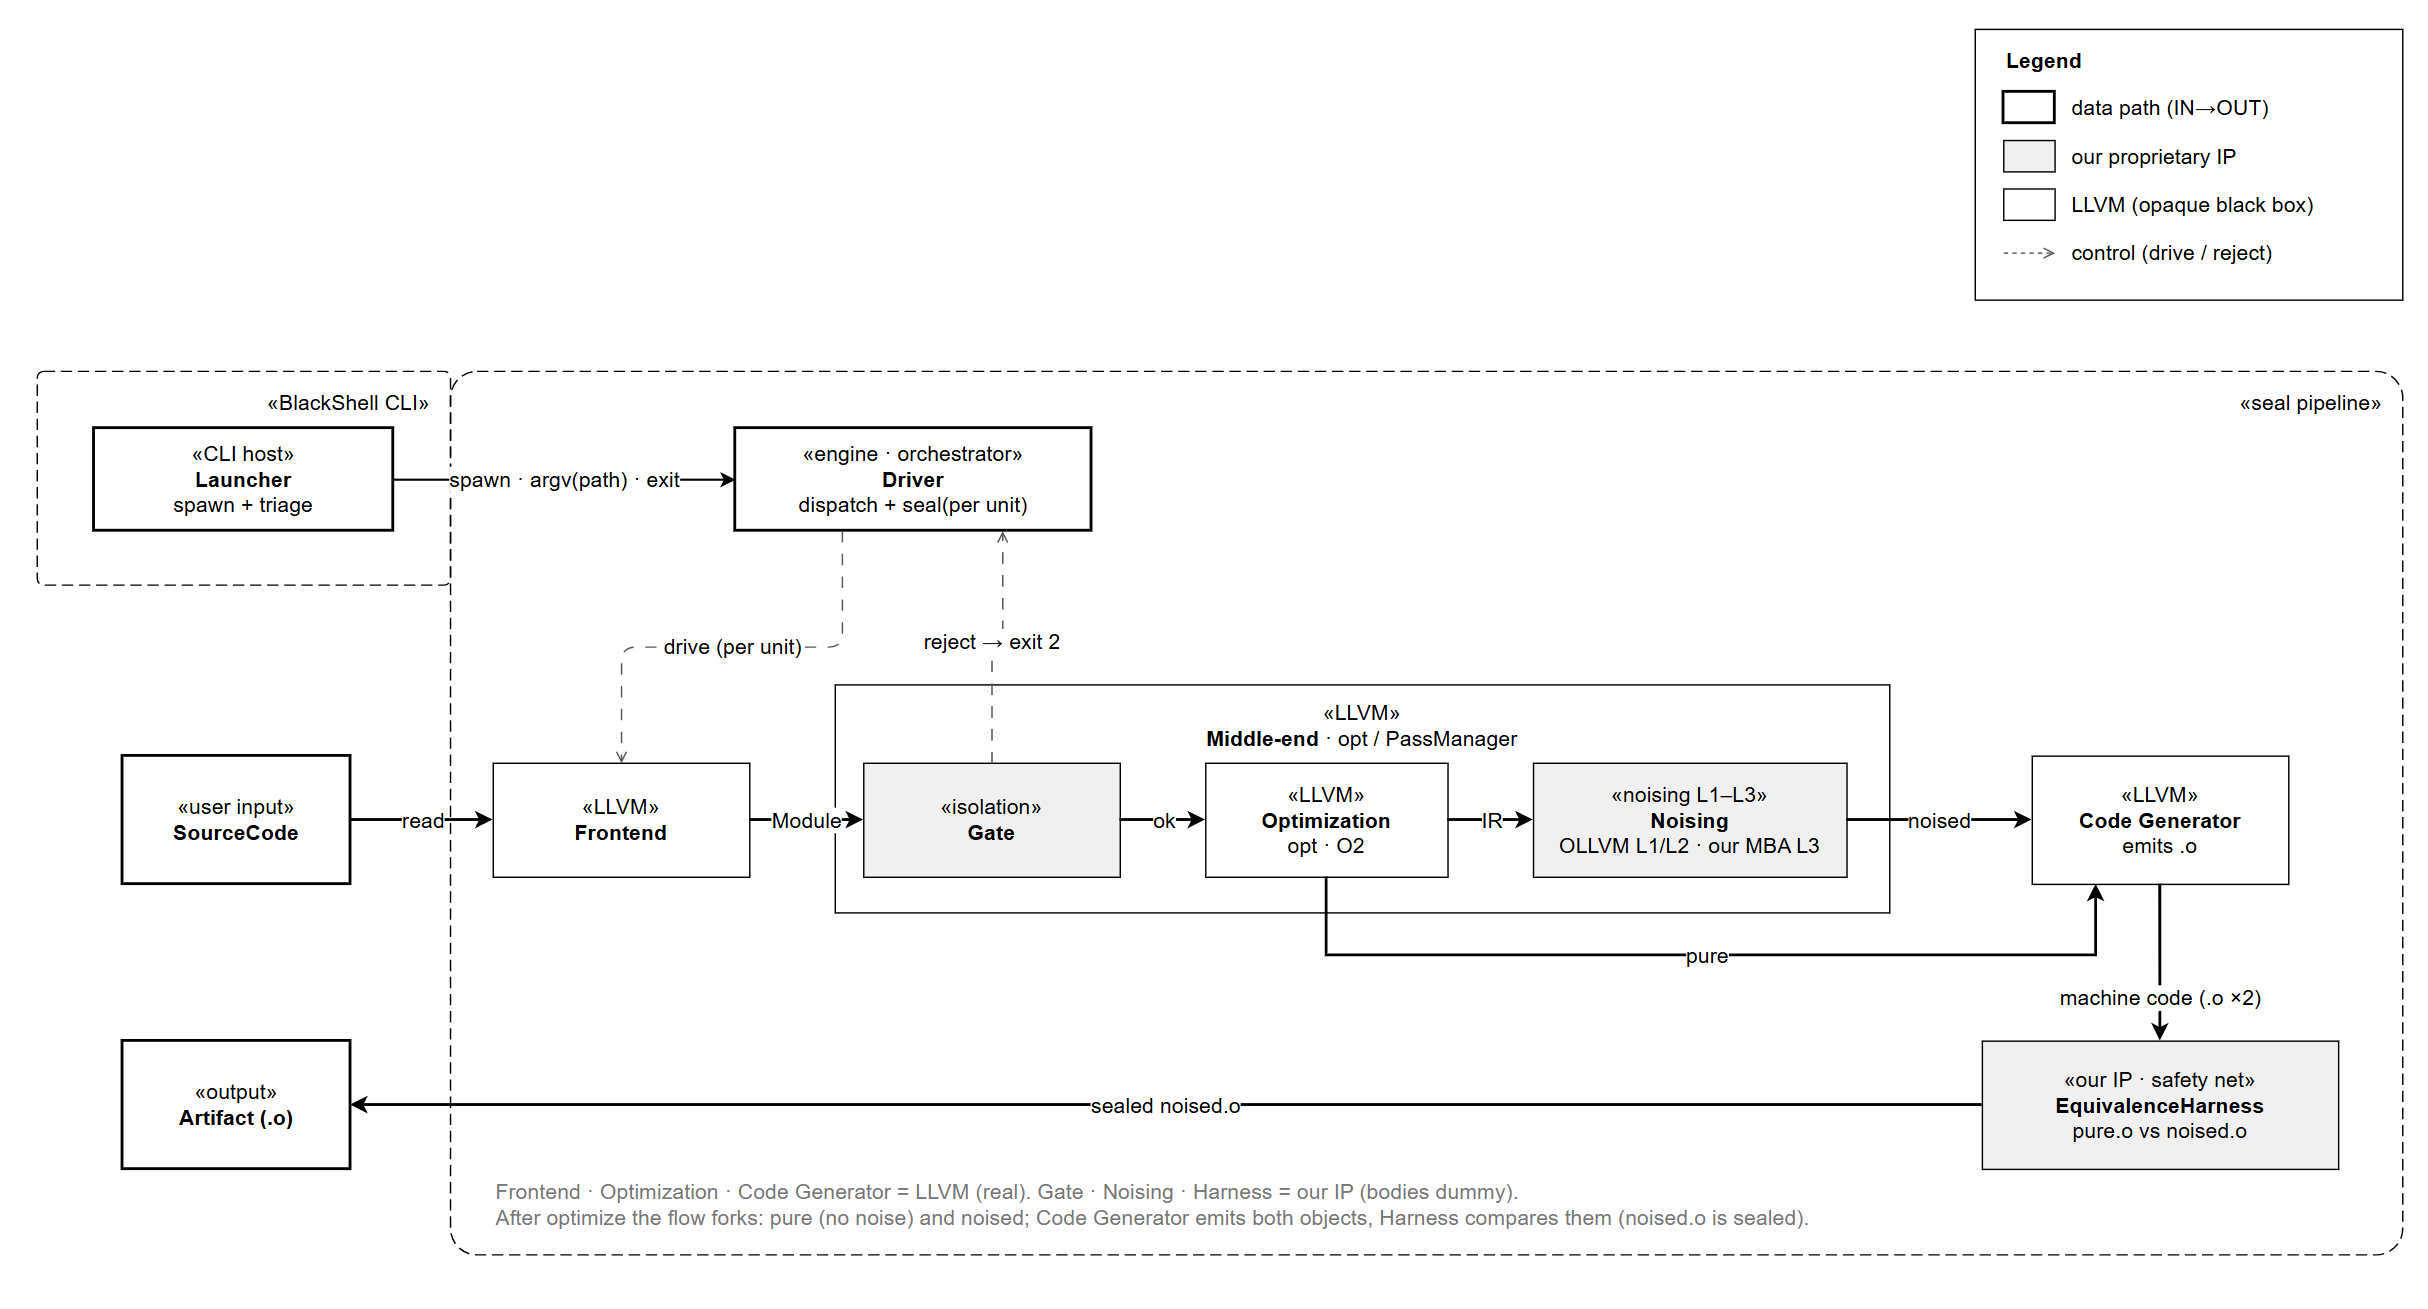 Legend
data path (IN→OUT)
our proprietary IP
LLVM (opaque black box)
control (drive / reject)
«BlackShell CLI»
«seal pipeline»
«CLI host»
Launcher
spawn + triage
spawn · argv(path) · exit
«engine · orchestrator»
Driver
dispatch + seal(per unit)
drive (per unit)
reject → exit 2
«LLVM»
Middle-end · opt / PassManager
«user input»
SourceCode
read
«LLVM»
Frontend
Module
«isolation»
Gate
ok
«LLVM»
Optimization
opt · O2
IR
«noising L1–L3»
Noising
OLLVM L1/L2 · our MBA L3
noised
«LLVM»
Code Generator
emits .o
pure
machine code (.o ×2)
«output»
Artifact (.o)
sealed noised.o
«our IP · safety net»
EquivalenceHarness
pure.o vs noised.o
Frontend · Optimization · Code Generator = LLVM (real). Gate · Noising · Harness = our IP (bodies dummy).
After optimize the flow forks: pure (no noise) and noised; Code Generator emits both objects, Harness compares them (noised.o is sealed).